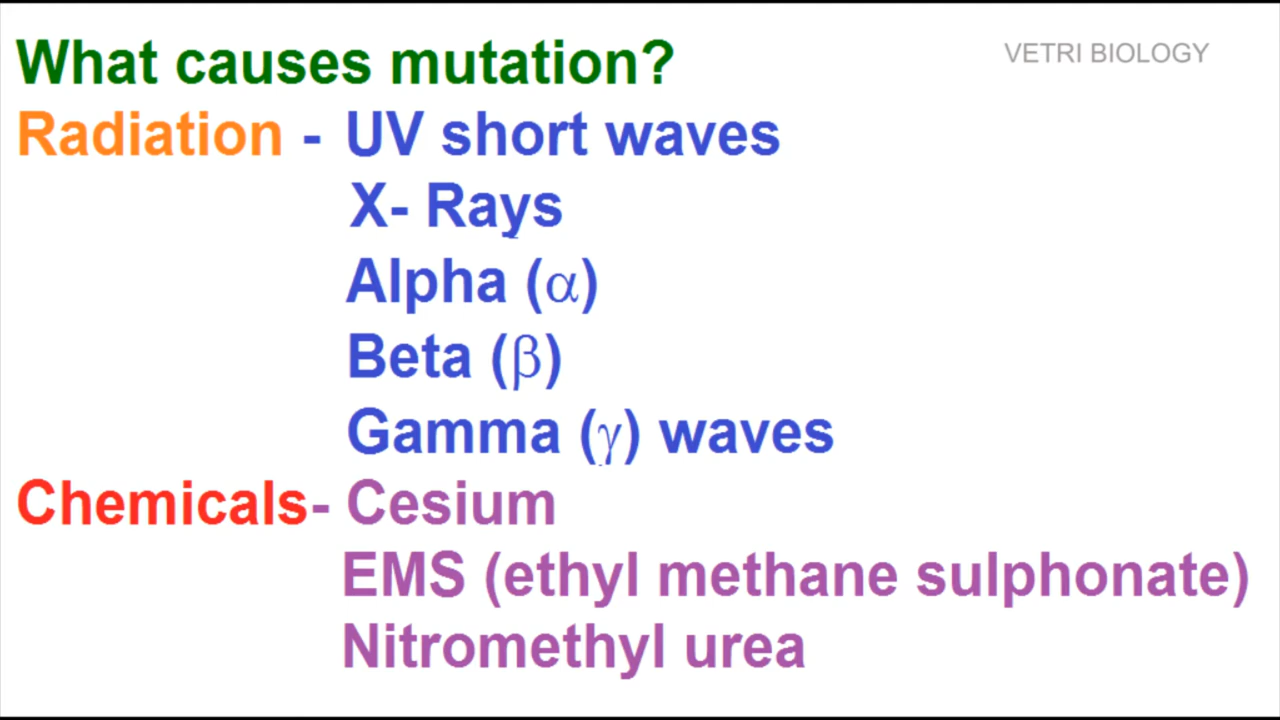 What causes mutation?
VETRI BIOLOGY
Radiation - UV short waves
X- Rays
Alpha (α)
Beta (β)
Gamma (γ) waves
Chemicals- Cesium
EMS (ethyl methane sulphonate)
Nitromethyl urea